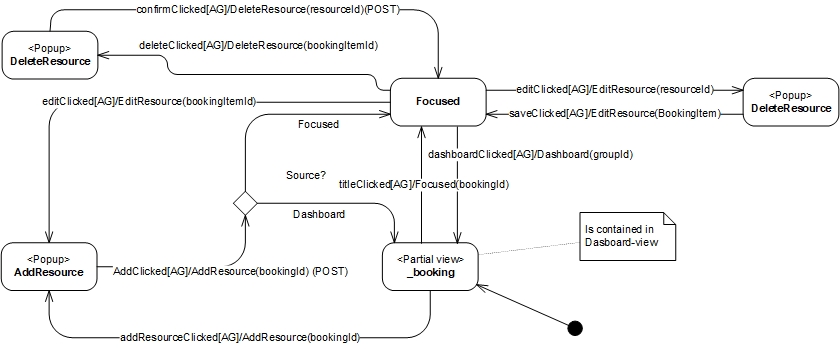 confirmClicked[AG]/DeleteResource(resourceId)(POST)
<Popup>
DeleteResource
deleteClicked[AG]/DeleteResource(bookingItemId)
editClicked[AG]/EditResource(bookingItemId)
Focused
editClicked[AG]/EditResource(resourceId)
saveClicked[AG]/EditResource(BookingItem)
<Popup>
DeleteResource
Focused
dashboardClicked[AG]/Dashboard(groupId)
Source?
titleClicked[AG]/Focused(bookingId)
Dashboard
Is contained in
Dasboard-view
<Popup>
AddResource
AddClicked[AG]/AddResource(bookingId) (POST)
<Partial view>
_booking
addResourceClicked[AG]/AddResource(bookingId)